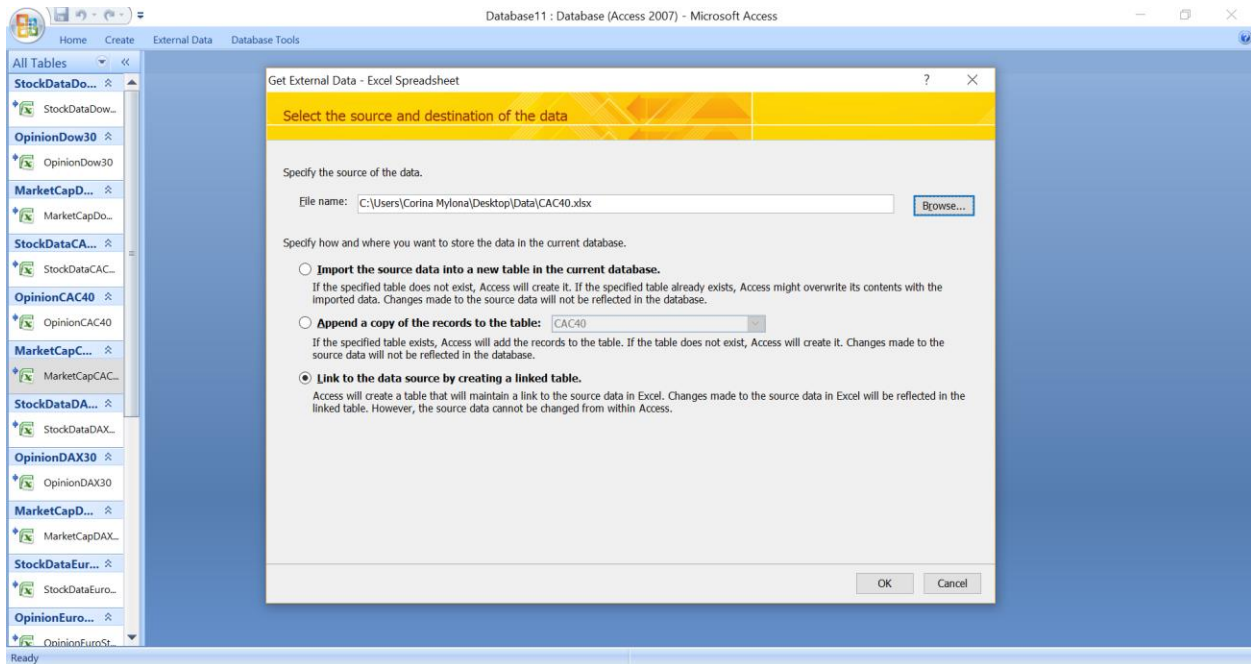 Database11 : Database (Access 2007) - Microsoft Access
Home Create External Data Database Tools
All Tables
StockDataDo...
StockDataDow...
OpinionDow30
OpinionDow30
MarketCapD...
MarketCapDo...
StockDataCA...
StockDataCAC...
OpinionCAC40
OpinionCAC40
MarketCapC...
MarketCapCAC...
StockDataDA...
StockDataDAX...
OpinionDAX30
OpinionDAX30
MarketCapD...
MarketCapDAX...
StockDataEur...
StockDataEuro...
OpinionEuro...
OpinionEuroSt...
Get External Data - Excel Spreadsheet
Select the source and destination of the data
Specify the source of the data.
File name: C:\Users\Corina Mylona\Desktop\Data\CAC40.xlsx Browse...
Specify how and where you want to store the data in the current database.
Import the source data into a new table in the current database.
If the specified table does not exist, Access will create it. If the specified table already exists, Access might overwrite its contents with the
imported data. Changes made to the source data will not be reflected in the database.
Append a copy of the records to the table: CAC40
If the specified table exists, Access will add the records to the table. If the table does not exist, Access will create it. Changes made to the
source data will not be reflected in the database.
Link to the data source by creating a linked table.
Access will create a table that will maintain a link to the source data in Excel. Changes made to the source data in Excel will be reflected in the
linked table. However, the source data cannot be changed from within Access.
OK Cancel
Ready